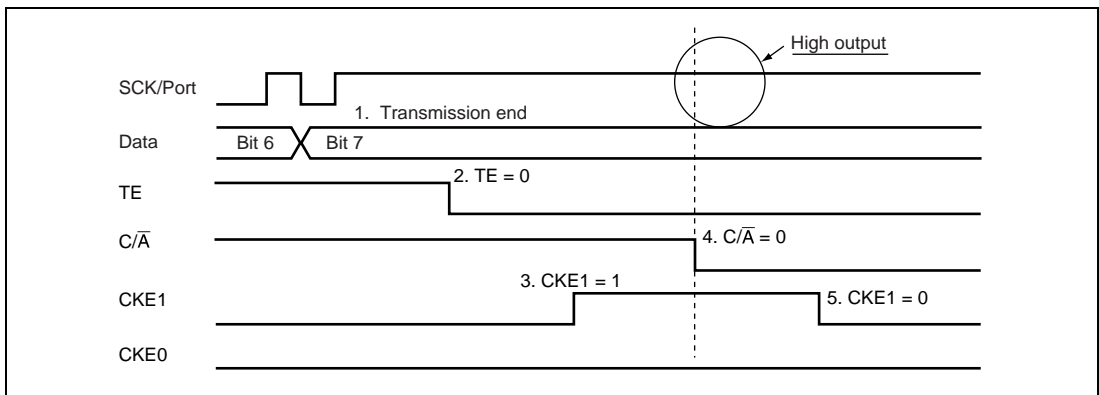 High output
SCK/Port
1. Transmission end
Data
Bit 6
Bit 7
2. TE = 0
TE
C/A̅
4. C/A̅ = 0
3. CKE1 = 1
CKE1
5. CKE1 = 0
CKE0